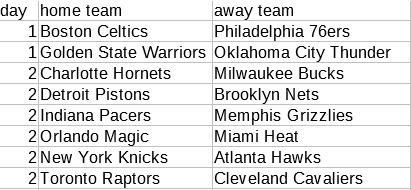 day home team away team
1 Boston Celtics Philadelphia 76ers
1 Golden State Warriors Oklahoma City Thunder
2 Charlotte Hornets Milwaukee Bucks
2 Detroit Pistons Brooklyn Nets
2 Indiana Pacers Memphis Grizzlies
2 Orlando Magic Miami Heat
2 New York Knicks Atlanta Hawks
2 Toronto Raptors Cleveland Cavaliers